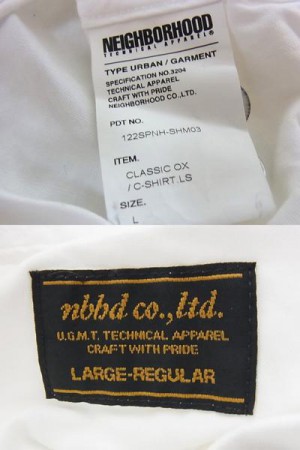 NEIGHBORHOOD
TECHNICAL APPAREL®
TYPE URBAN / GARMENT
SPECIFICATION NO.3204
TECHNICAL APPAREL
CRAFT WITH PRIDE
NEIGHBORHOOD CO.,LTD.
PDT NO.
122SPNH-SHM03
ITEM.
CLASSIC OX
/ C-SHIRT.LS
SIZE.
L
nbhd co.,ltd.
U.G.M.T. TECHNICAL APPAREL
CRAFT WITH PRIDE
LARGE-REGULAR